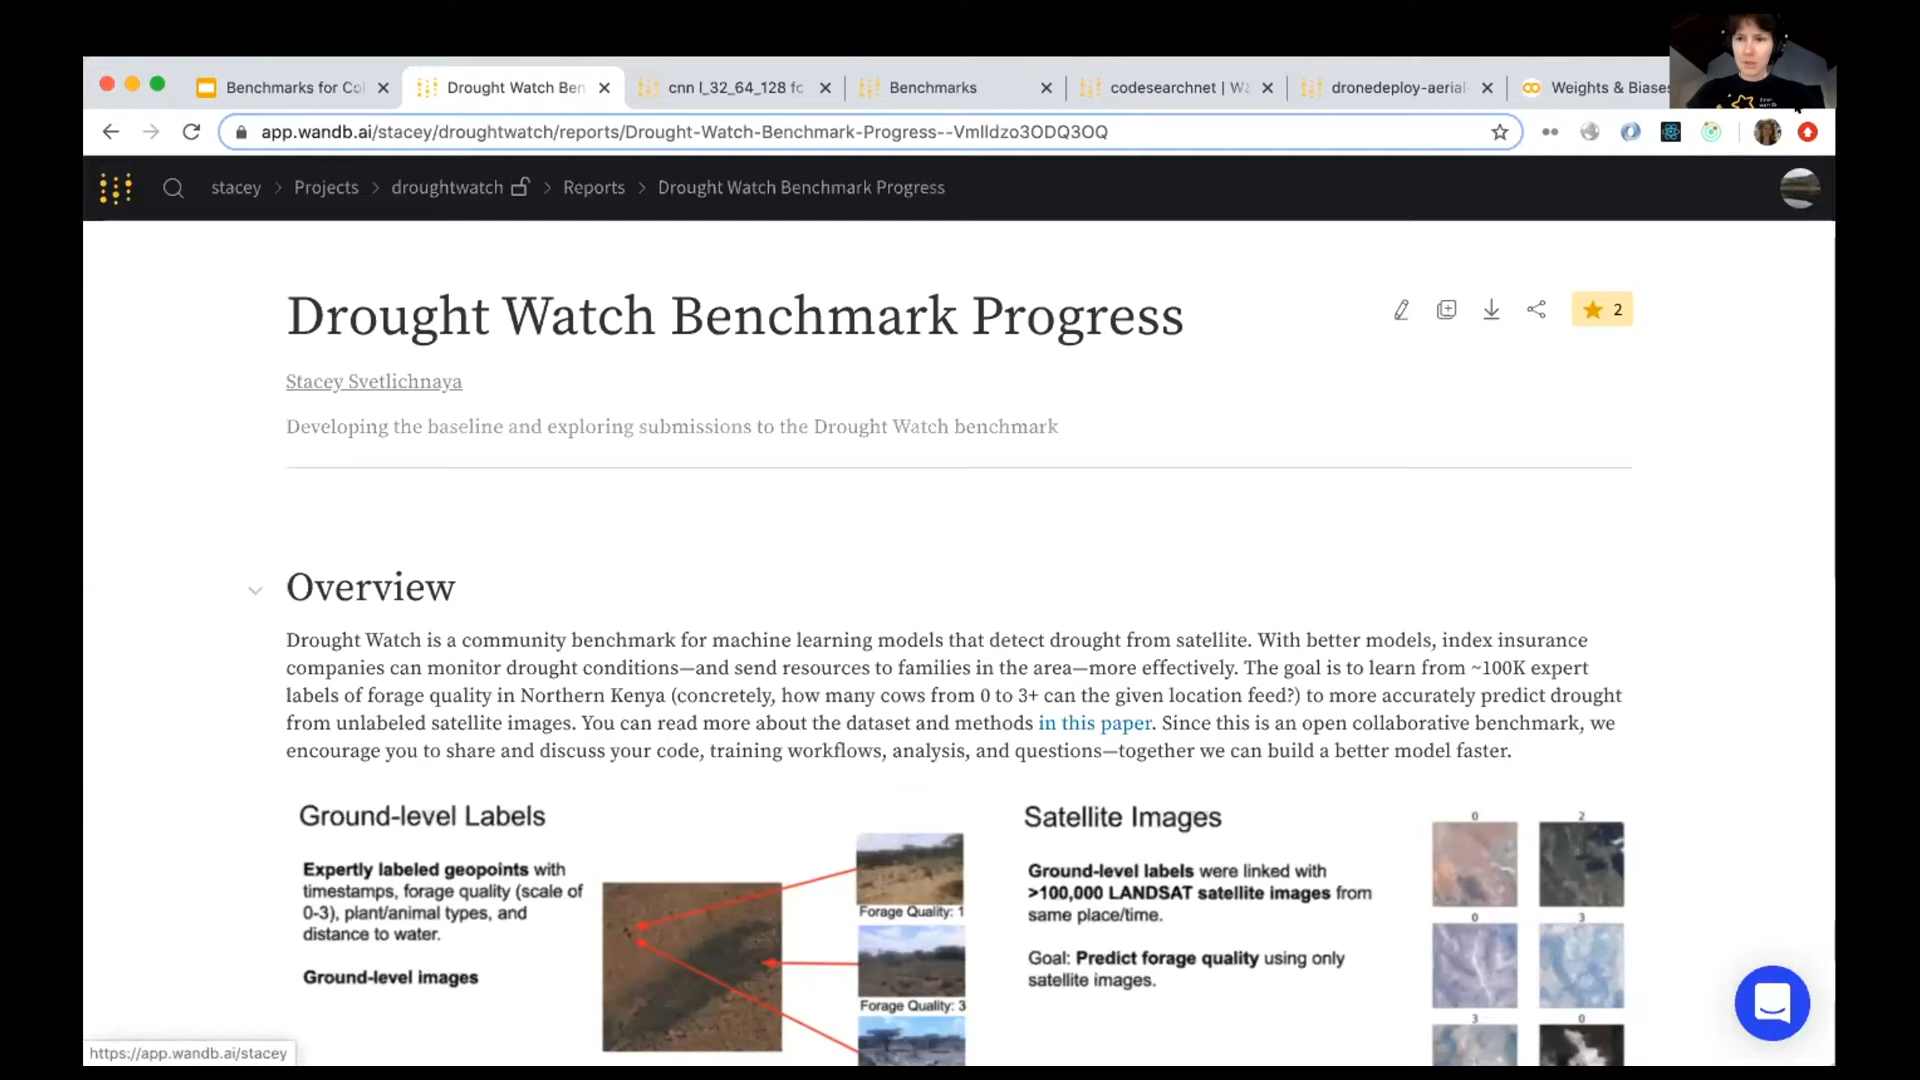 Benchmarks for Col
Drought Watch Ben
cnn l_32_64_128 fc
Benchmarks
codesearchnet | W&
dronedeploy-aerial-
Weights & Biases
app.wandb.ai/stacey/droughtwatch/reports/Drought-Watch-Benchmark-Progress--Vmlldzo3ODQ3OQ
stacey > Projects > droughtwatch > Reports > Drought Watch Benchmark Progress
Drought Watch Benchmark Progress
2
Stacey Svetlichnaya
Developing the baseline and exploring submissions to the Drought Watch benchmark
Overview
Drought Watch is a community benchmark for machine learning models that detect drought from satellite. With better models, index insurance
companies can monitor drought conditions—and send resources to families in the area—more effectively. The goal is to learn from ~100K expert
labels of forage quality in Northern Kenya (concretely, how many cows from 0 to 3+ can the given location feed?) to more accurately predict drought
from unlabeled satellite images. You can read more about the dataset and methods in this paper. Since this is an open collaborative benchmark, we
encourage you to share and discuss your code, training workflows, analysis, and questions—together we can build a better model faster.
Ground-level Labels
Expertly labeled geopoints with
timestamps, forage quality (scale of
0-3), plant/animal types, and
distance to water.
Ground-level images
Forage Quality: 1
Forage Quality: 3
Satellite Images
Ground-level labels were linked with
>100,000 LANDSAT satellite images from
same place/time.
Goal: Predict forage quality using only
satellite images.
0 2
0 3
3 0
https://app.wandb.ai/stacey